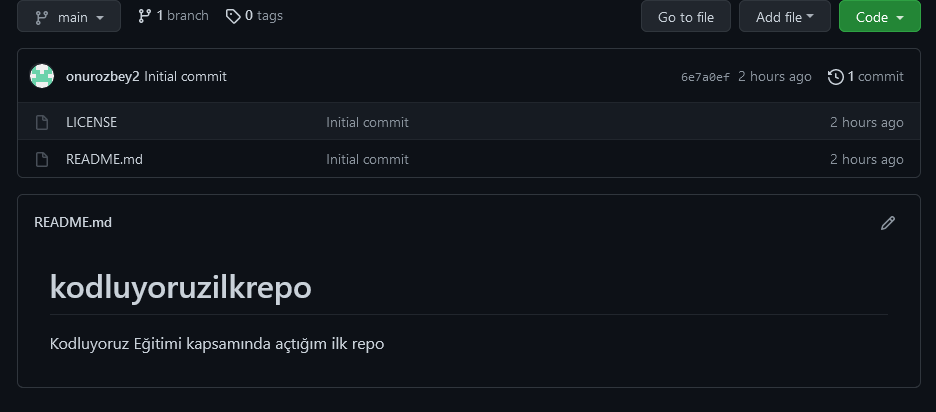 main 1 branch 0 tags Go to file Add file Code
onurozbey2 Initial commit 6e7a0ef 2 hours ago 1 commit
LICENSE Initial commit 2 hours ago
README.md Initial commit 2 hours ago
README.md
kodluyoruzilkrepo
Kodluyoruz Eğitimi kapsamında açtığım ilk repo